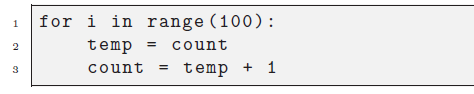 1 for i in range(100):
2     temp = count
3     count = temp + 1